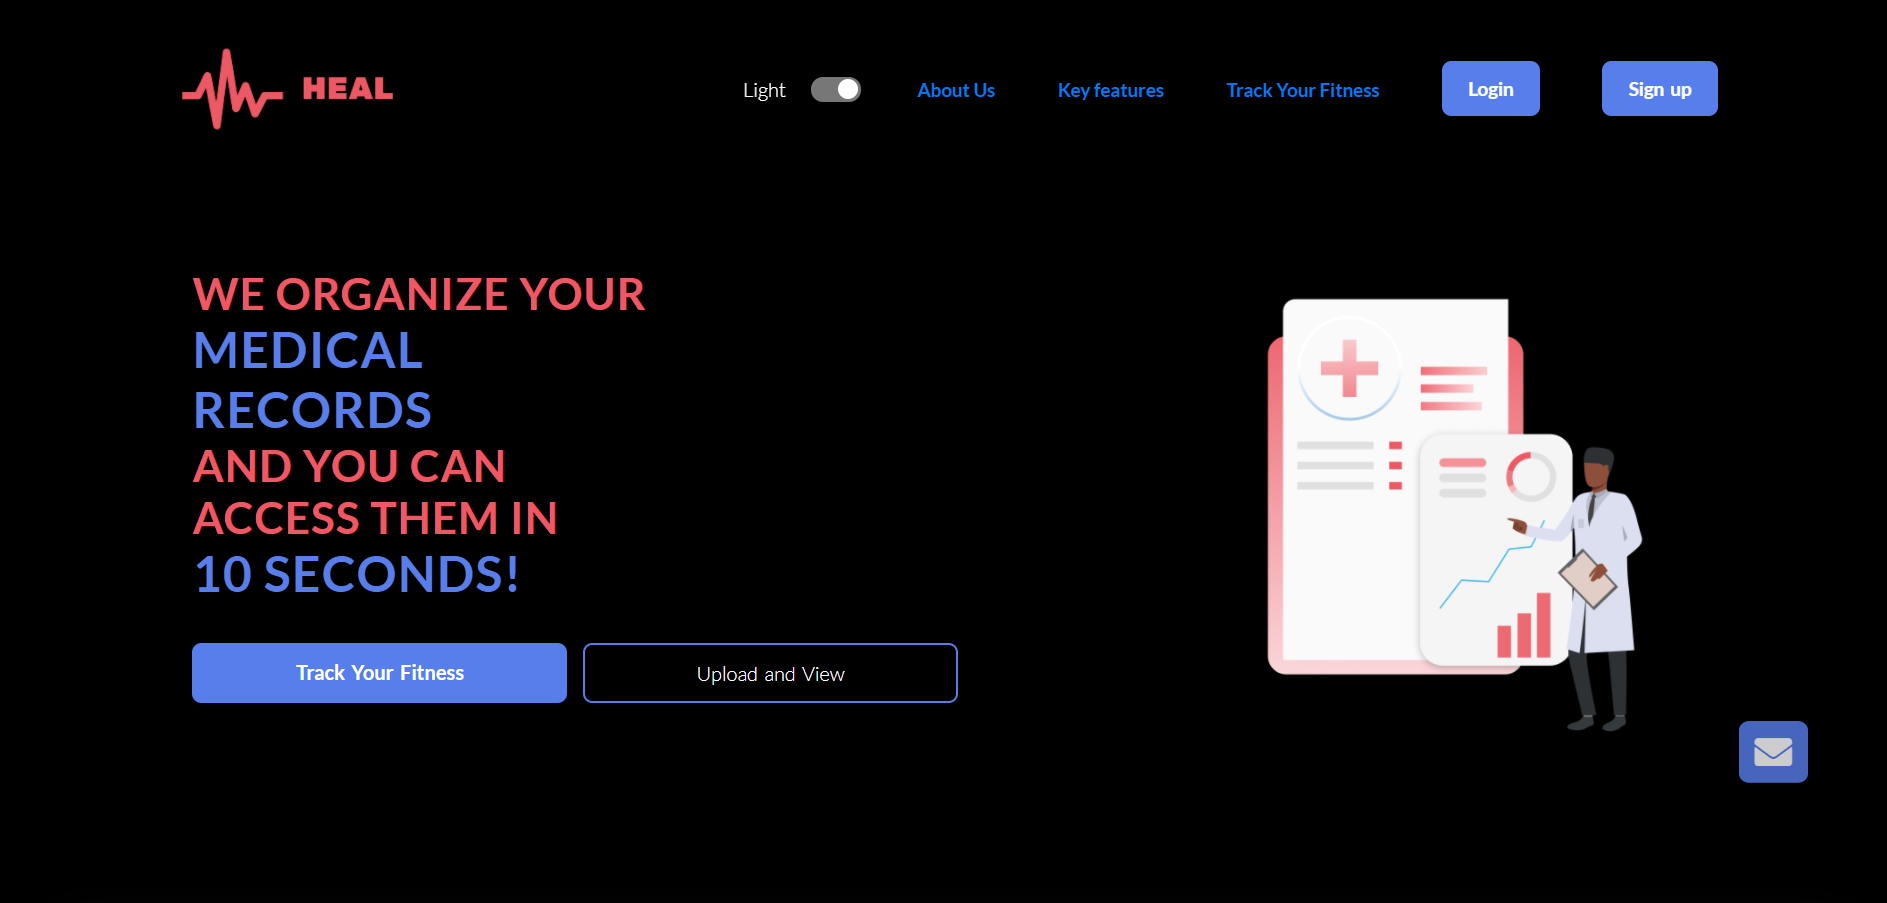 HEAL
Light
About Us
Key features
Track Your Fitness
Login
Sign up
WE ORGANIZE YOUR
MEDICAL
RECORDS
AND YOU CAN
ACCESS THEM IN
10 SECONDS!
Track Your Fitness
Upload and View